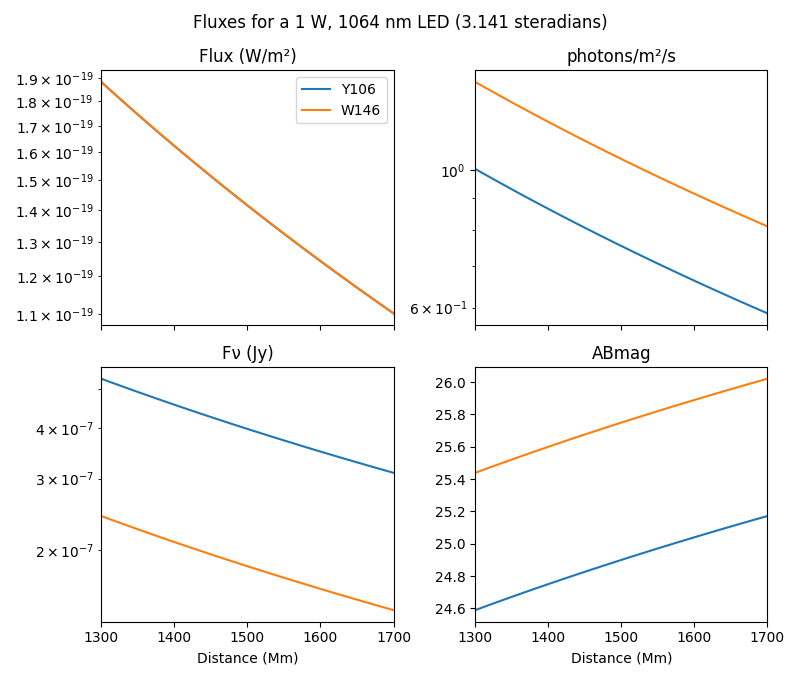 Fluxes for a 1 W, 1064 nm LED (3.141 steradians)
Flux (W/m²)
1.9 × 10⁻¹⁹
1.8 × 10⁻¹⁹
1.7 × 10⁻¹⁹
1.6 × 10⁻¹⁹
1.5 × 10⁻¹⁹
1.4 × 10⁻¹⁹
1.3 × 10⁻¹⁹
1.2 × 10⁻¹⁹
1.1 × 10⁻¹⁹
Y106
W146
photons/m²/s
10⁰
6 × 10⁻¹
Fν (Jy)
4 × 10⁻⁷
3 × 10⁻⁷
2 × 10⁻⁷
1300 1400 1500 1600 1700
Distance (Mm)
ABmag
26.0
25.8
25.6
25.4
25.2
25.0
24.8
24.6
1300 1400 1500 1600 1700
Distance (Mm)